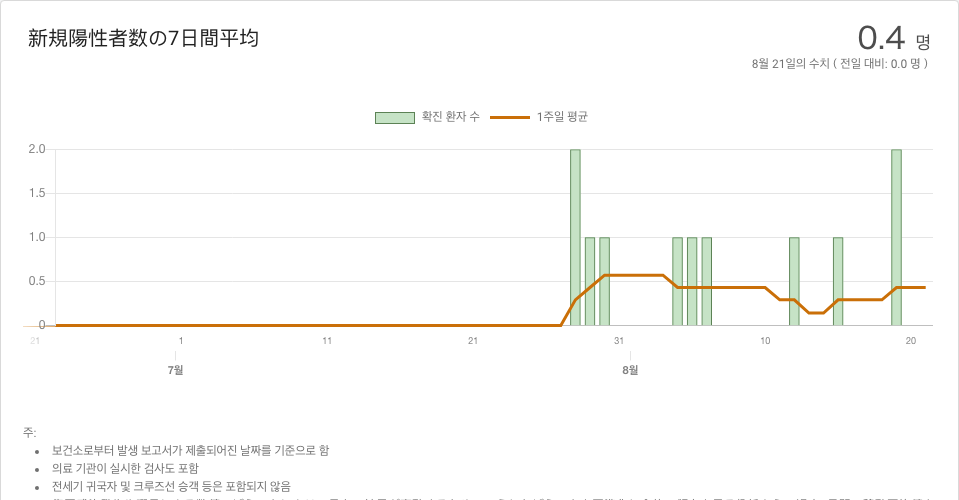 新規陽性者数の7日間平均
0.4 명
8월 21일의 수치 ( 전일 대비: 0.0 명 )
확진 환자 수 1주일 평균
2.0
1.5
1.0
0.5
0
21 1 11 21 31 10 20
7월 8월
주:
• 보건소로부터 발생 보고서가 제출되어진 날짜를 기준으로 함
• 의료 기관이 실시한 검사도 포함
• 전세기 귀국자 및 크루즈선 승객 등은 포함되지 않음